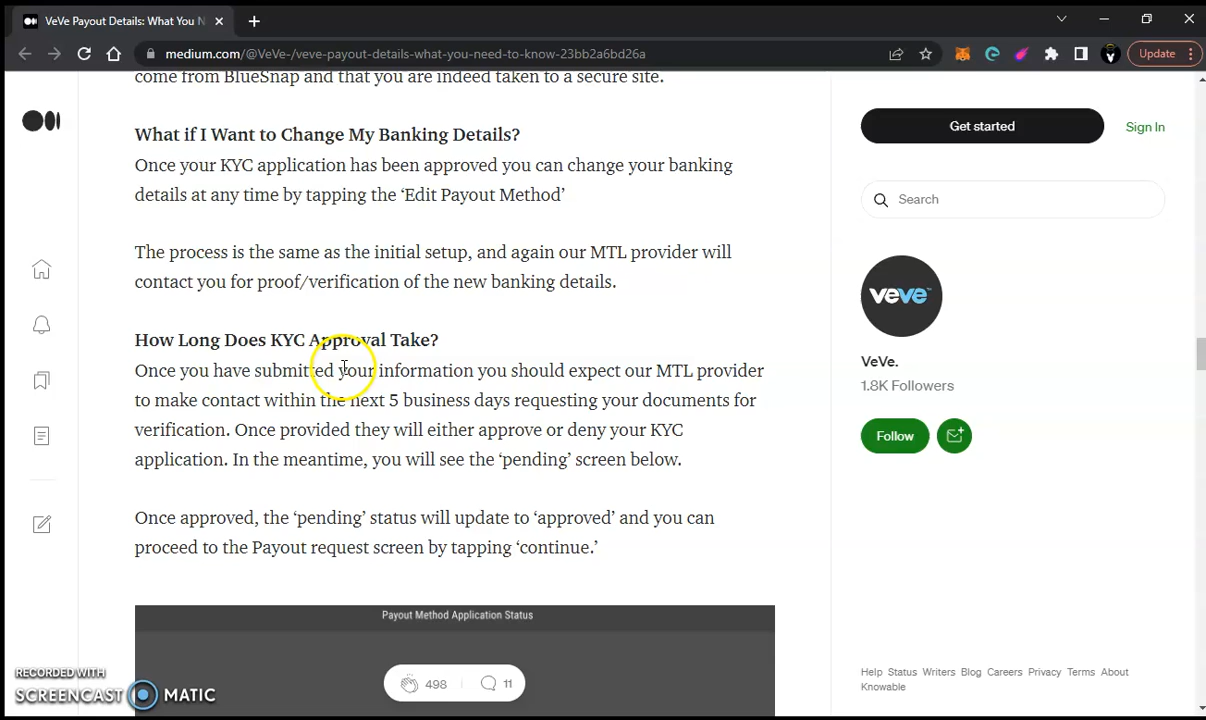 VeVe Payout Details: What You N
medium.com/@VeVe-/veve-payout-details-what-you-need-to-know-23bb2a6bd26a
Update
come from BlueSnap and that you are indeed taken to a secure site.
What if I Want to Change My Banking Details?
Once your KYC application has been approved you can change your banking
details at any time by tapping the ‘Edit Payout Method’
The process is the same as the initial setup, and again our MTL provider will
contact you for proof/verification of the new banking details.
How Long Does KYC Approval Take?
Once you have submitted your information you should expect our MTL provider
to make contact within the next 5 business days requesting your documents for
verification. Once provided they will either approve or deny your KYC
application. In the meantime, you will see the ‘pending’ screen below.
Once approved, the ‘pending’ status will update to ‘approved’ and you can
proceed to the Payout request screen by tapping ‘continue.’
Payout Method Application Status
498
11
Get started
Sign In
Search
VEVE
VeVe.
1.8K Followers
Follow
Help Status Writers Blog Careers Privacy Terms About
Knowable
RECORDED WITH
SCREENCAST MATIC